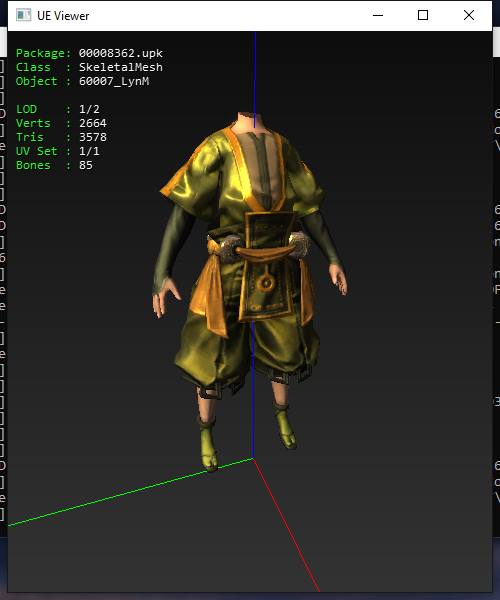 UE Viewer
Package: 00008362.upk
Class  : SkeletalMesh
Object : 60007_LynM
LOD    : 1/2
Verts  : 2664
Tris   : 3578
UV Set : 1/1
Bones  : 85